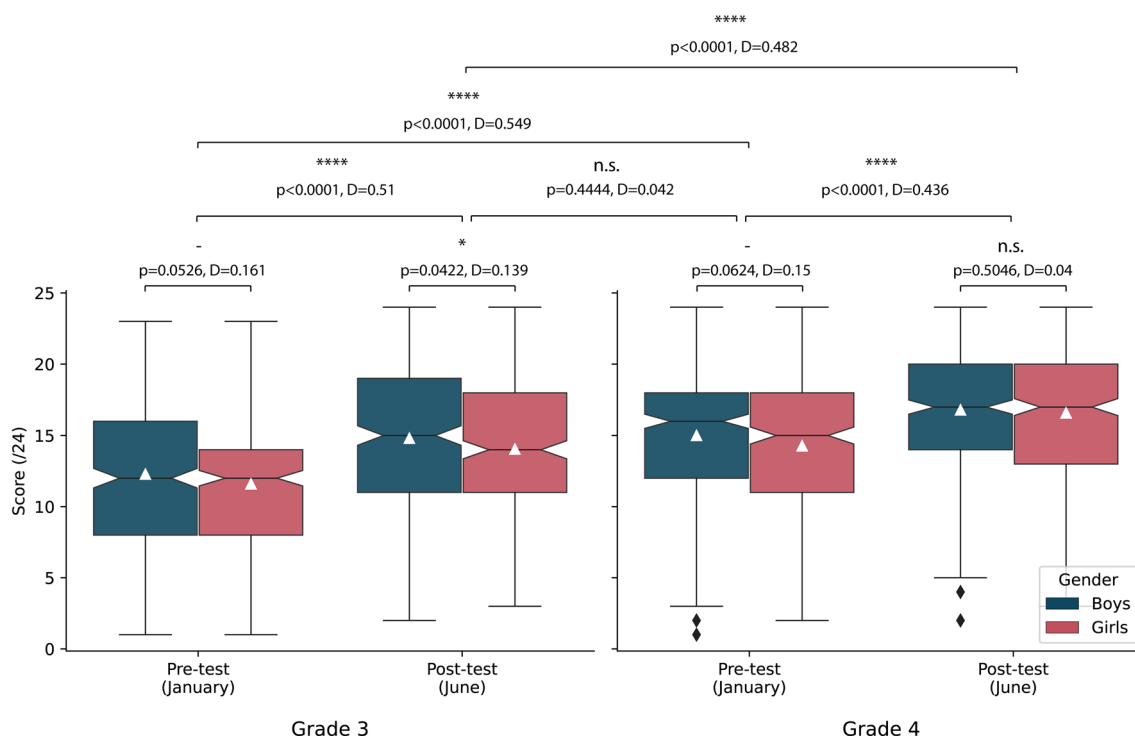 ****
p<0.0001, D=0.482
****
p<0.0001, D=0.549
****
p<0.0001, D=0.51
n.s.
p=0.4444, D=0.042
****
p<0.0001, D=0.436
-
p=0.0526, D=0.161
*
p=0.0422, D=0.139
-
p=0.0624, D=0.15
n.s.
p=0.5046, D=0.04
Score (/24)
25
20
15
10
5
0
Gender
Boys
Girls
Pre-test
(January)
Post-test
(June)
Pre-test
(January)
Post-test
(June)
Grade 3
Grade 4